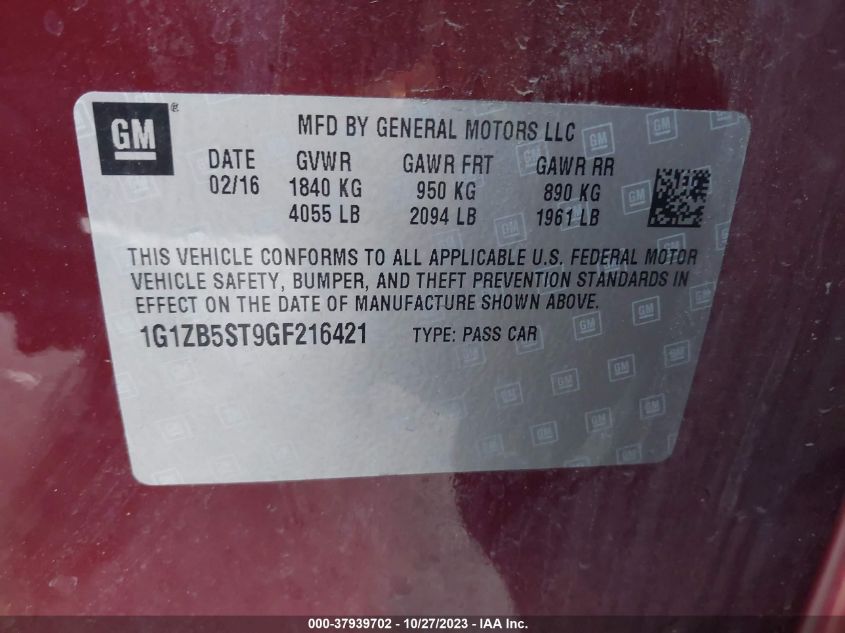 GM®
MFD BY GENERAL MOTORS LLC
DATE GVWR GAWR FRT GAWR RR
02/16 1840 KG 950 KG 890 KG
4055 LB 2094 LB 1961 LB
THIS VEHICLE CONFORMS TO ALL APPLICABLE U.S. FEDERAL MOTOR
VEHICLE SAFETY, BUMPER, AND THEFT PREVENTION STANDARDS IN
EFFECT ON THE DATE OF MANUFACTURE SHOWN ABOVE.
1G1ZB5ST9GF216421 TYPE: PASS CAR
000-37939702 - 10/27/2023 - IAA Inc.